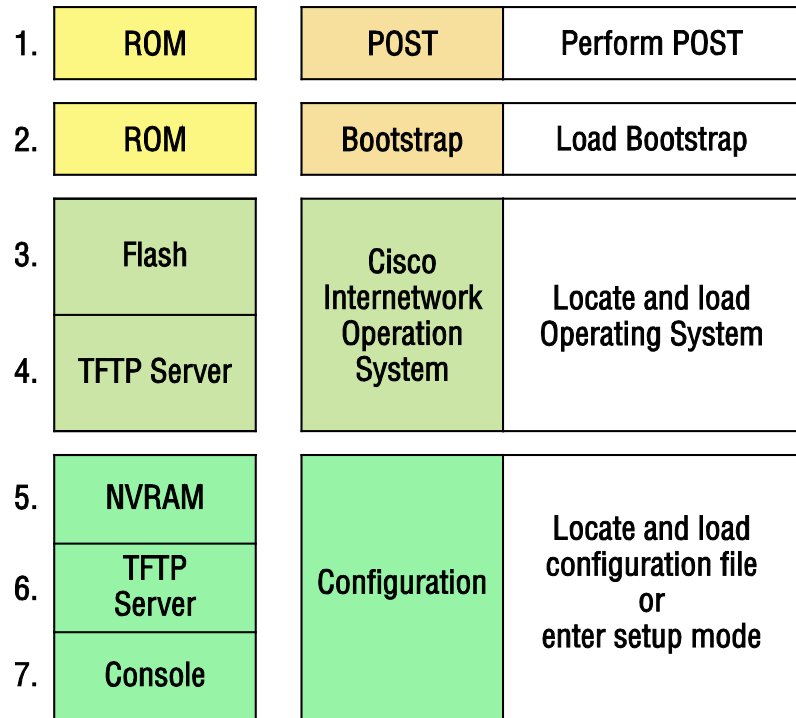 1. ROM POST Perform POST
2. ROM Bootstrap Load Bootstrap
3. Flash
4. TFTP Server
Cisco
Internetwork
Operation
System
Locate and load
Operating System
5. NVRAM
6. TFTP
Server
7. Console
Configuration
Locate and load
configuration file
or
enter setup mode